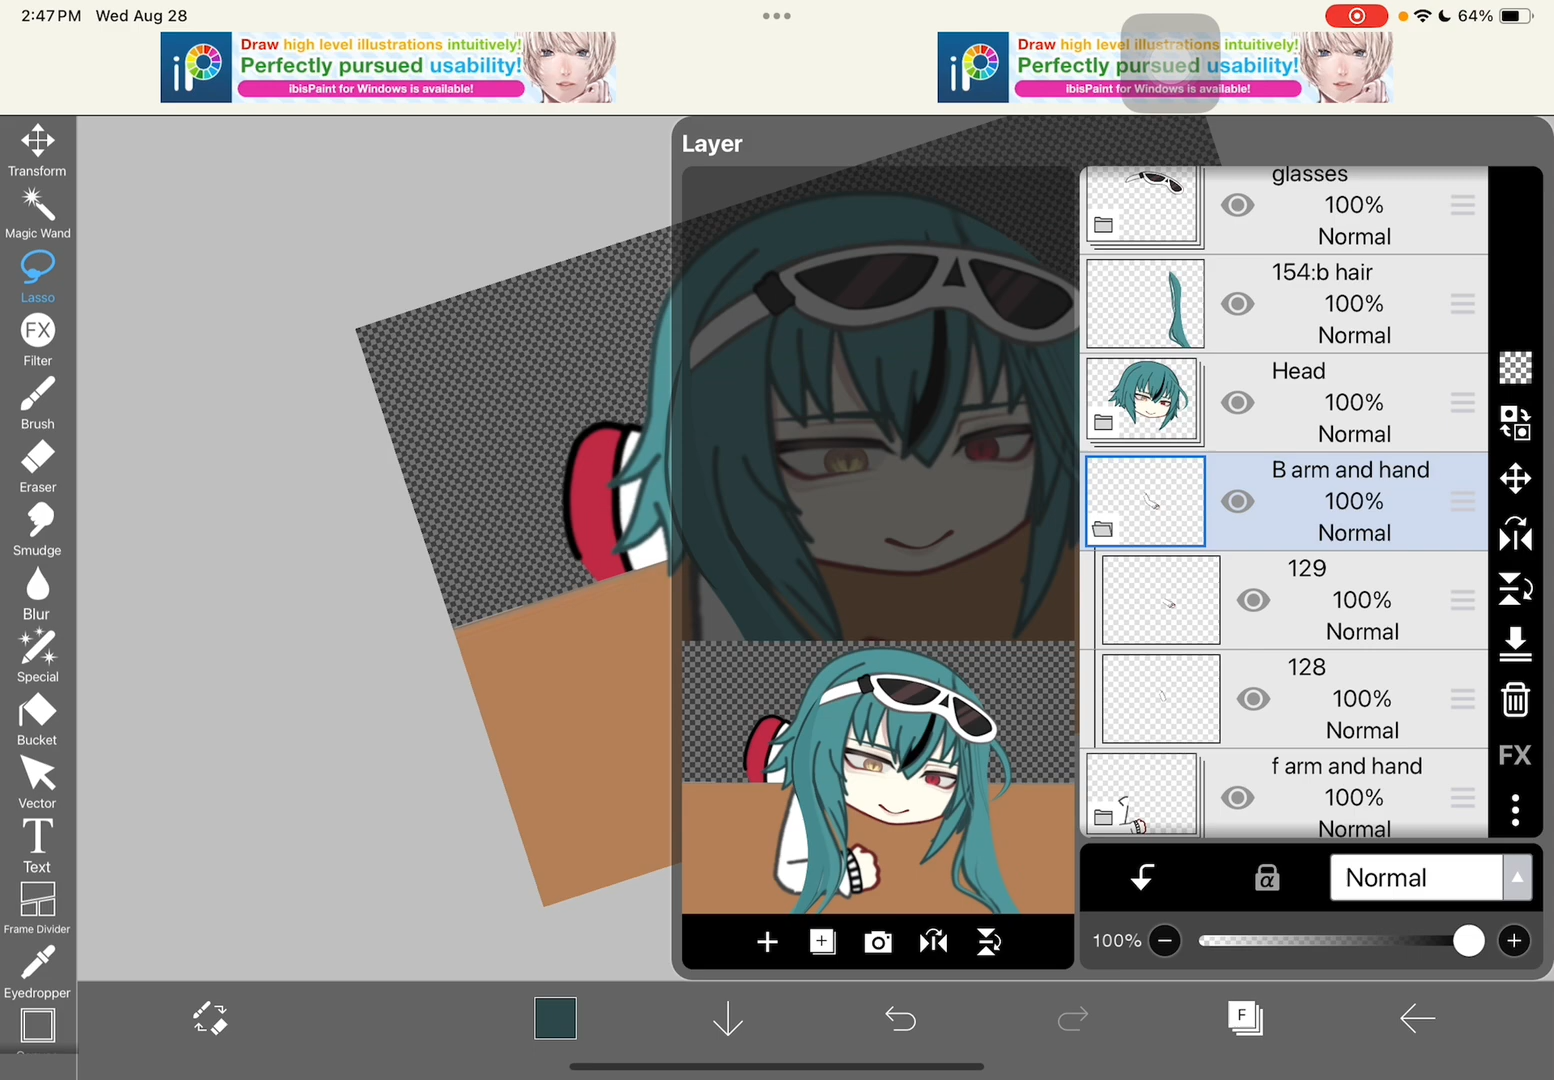 2:47 PM Wed Aug 28
64%
iP
Draw high level illustrations intuitively!
Perfectly pursued usability!
ibisPaint for Windows is available!
iP
Draw high level illustrations intuitively!
Perfectly pursued usability!
ibisPaint for Windows is available!
Transform
Magic Wand
Lasso
FX
Filter
Brush
Eraser
Smudge
Blur
Special
Bucket
Vector
T
Text
Frame Divider
Eyedropper
Layer
glasses
100%
Normal
154:b hair
100%
Normal
Head
100%
Normal
B arm and hand
100%
Normal
129
100%
Normal
128
100%
Normal
f arm and hand
100%
Normal
FX
α
Normal
100%
F